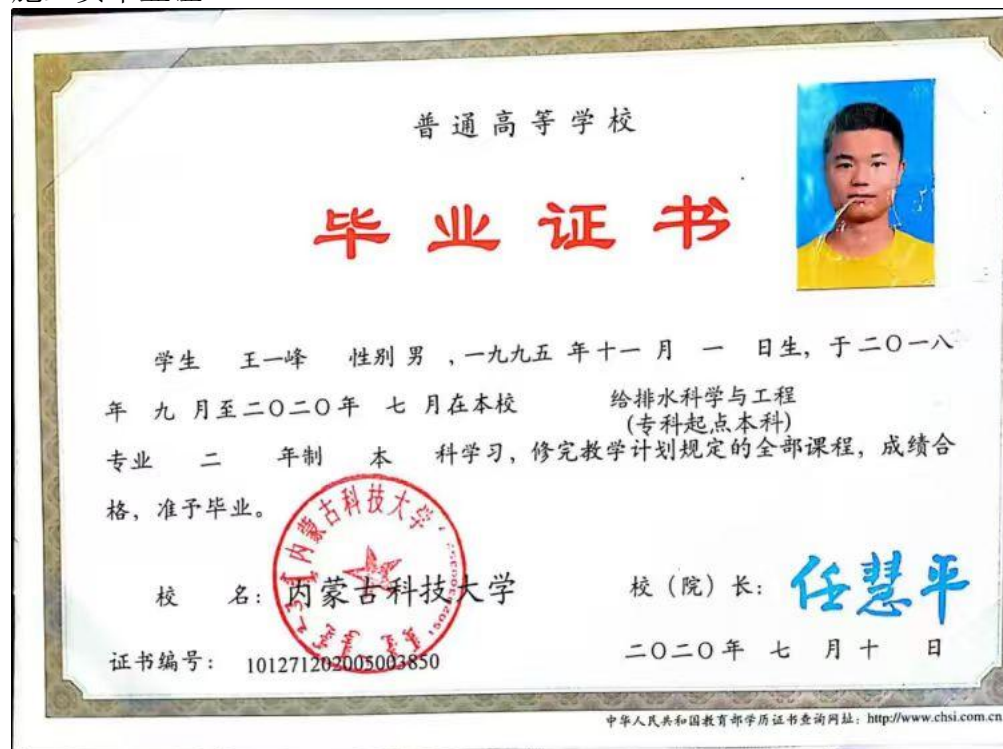 普通高等学校
毕业证书
学生 王一峰 性别 男 ,一九九五 年十一 月 一 日生, 于二〇一八
年 九 月至二〇二〇年 七 月在本校 给排水科学与工程
(专科起点本科)
专业 二 年制 本 科学习, 修完教学计划规定的全部课程, 成绩合
格, 准予毕业。
内蒙古科技大学
校 名: 内蒙古科技大学 校(院)长: 任慧平
证书编号: 101271202005003850 二〇二〇年 七 月十 日
中华人民共和国教育部学历证书查询网址: http://www.chsi.com.cn